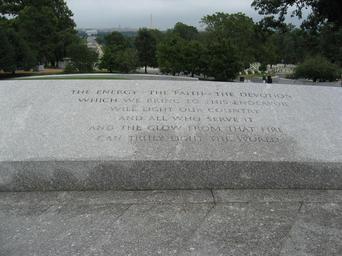 THE ENERGY - THE FAITH - THE DEVOTION
WHICH WE BRING TO THIS ENDEAVOR
WILL LIGHT OUR COUNTRY
AND ALL WHO SERVE IT
AND THE GLOW FROM THAT FIRE
CAN TRULY LIGHT THE WORLD